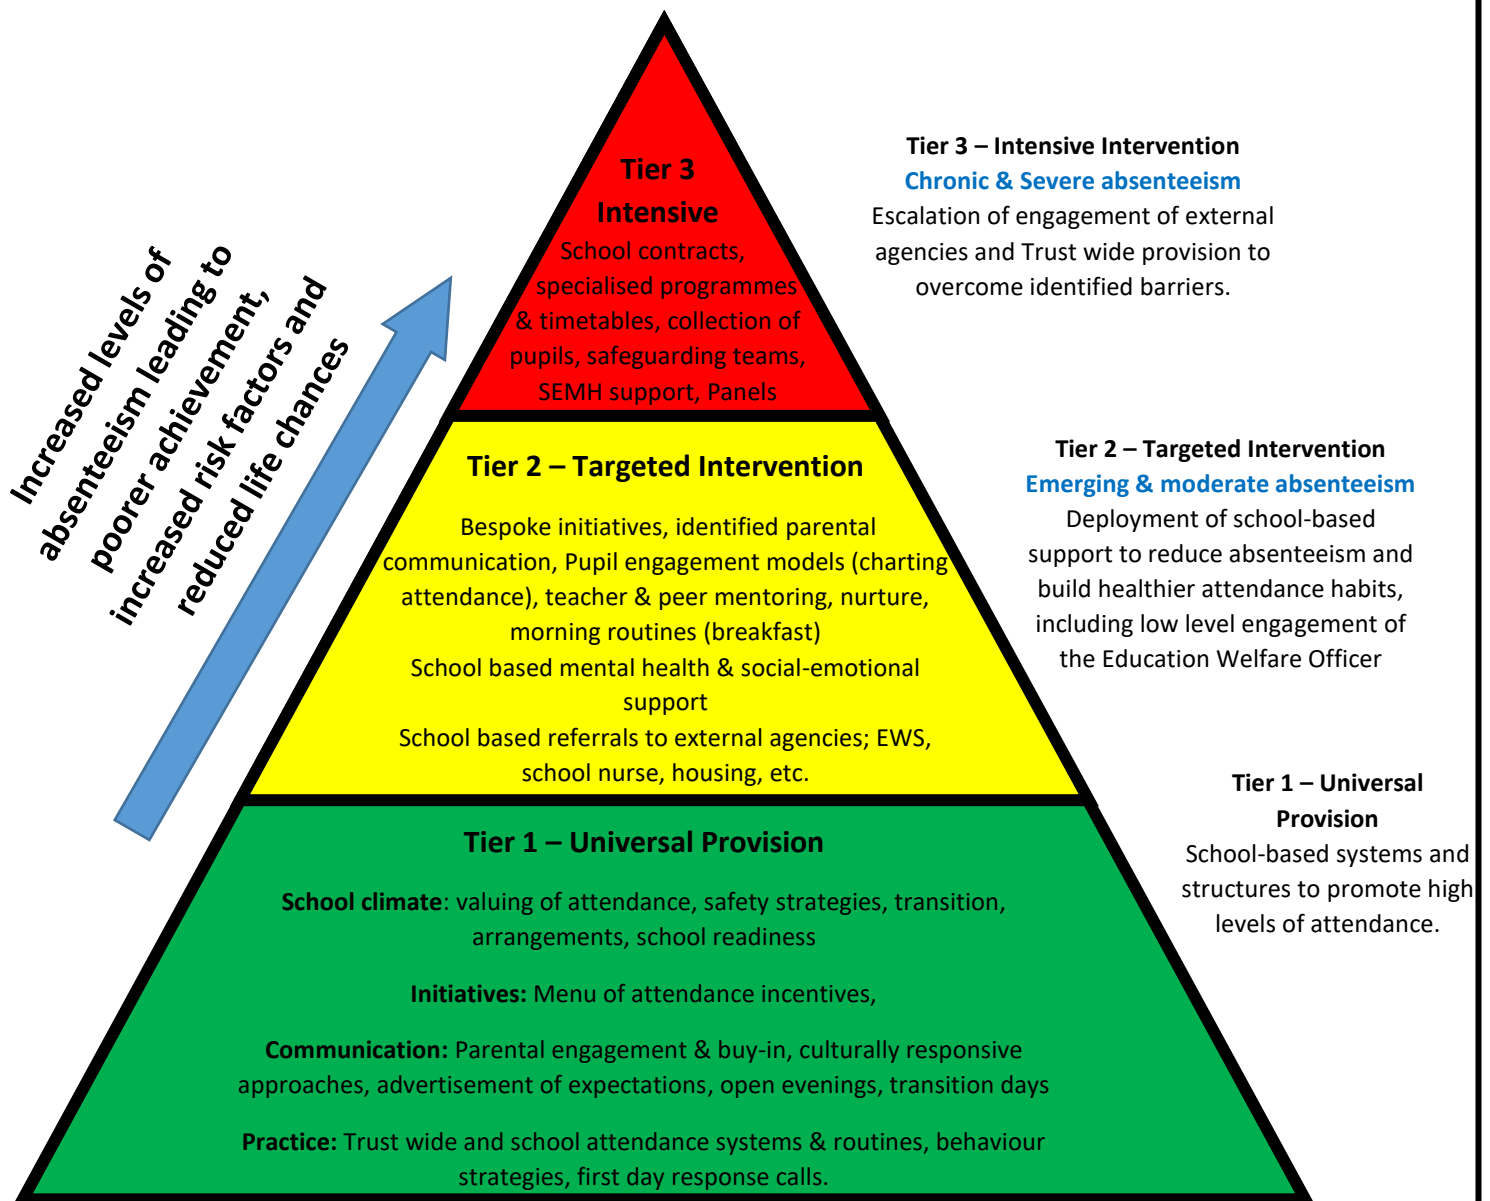 Increased levels of
absenteeism leading to
poorer achievement,
increased risk factors and
reduced life chances
Tier 3
Intensive
School contracts,
specialised programmes
& timetables, collection of
pupils, safeguarding teams,
SEMH support, Panels
Tier 3 – Intensive Intervention
Chronic & Severe absenteeism
Escalation of engagement of external
agencies and Trust wide provision to
overcome identified barriers.
Tier 2 – Targeted Intervention
Bespoke initiatives, identified parental
communication, Pupil engagement models (charting
attendance), teacher & peer mentoring, nurture,
morning routines (breakfast)
School based mental health & social-emotional
support
School based referrals to external agencies; EWS,
school nurse, housing, etc.
Tier 2 – Targeted Intervention
Emerging & moderate absenteeism
Deployment of school-based
support to reduce absenteeism and
build healthier attendance habits,
including low level engagement of
the Education Welfare Officer
Tier 1 – Universal Provision
School climate: valuing of attendance, safety strategies, transition,
arrangements, school readiness
Initiatives: Menu of attendance incentives,
Communication: Parental engagement & buy-in, culturally responsive
approaches, advertisement of expectations, open evenings, transition days
Practice: Trust wide and school attendance systems & routines, behaviour
strategies, first day response calls.
Tier 1 – Universal
Provision
School-based systems and
structures to promote high
levels of attendance.